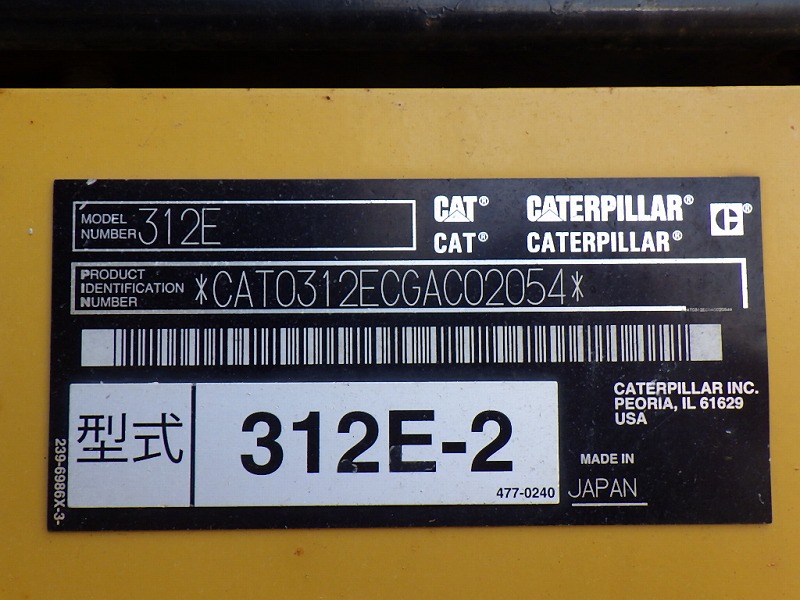 MODEL NUMBER 312E
CAT® CATERPILLAR®
CAT® CATERPILLAR®
PRODUCT
IDENTIFICATION
NUMBER
*CAT0312ECGAC02054*
型式 312E-2
477-0240
CATERPILLAR INC.
PEORIA, IL 61629
USA
MADE IN
JAPAN
239-6986X-3-